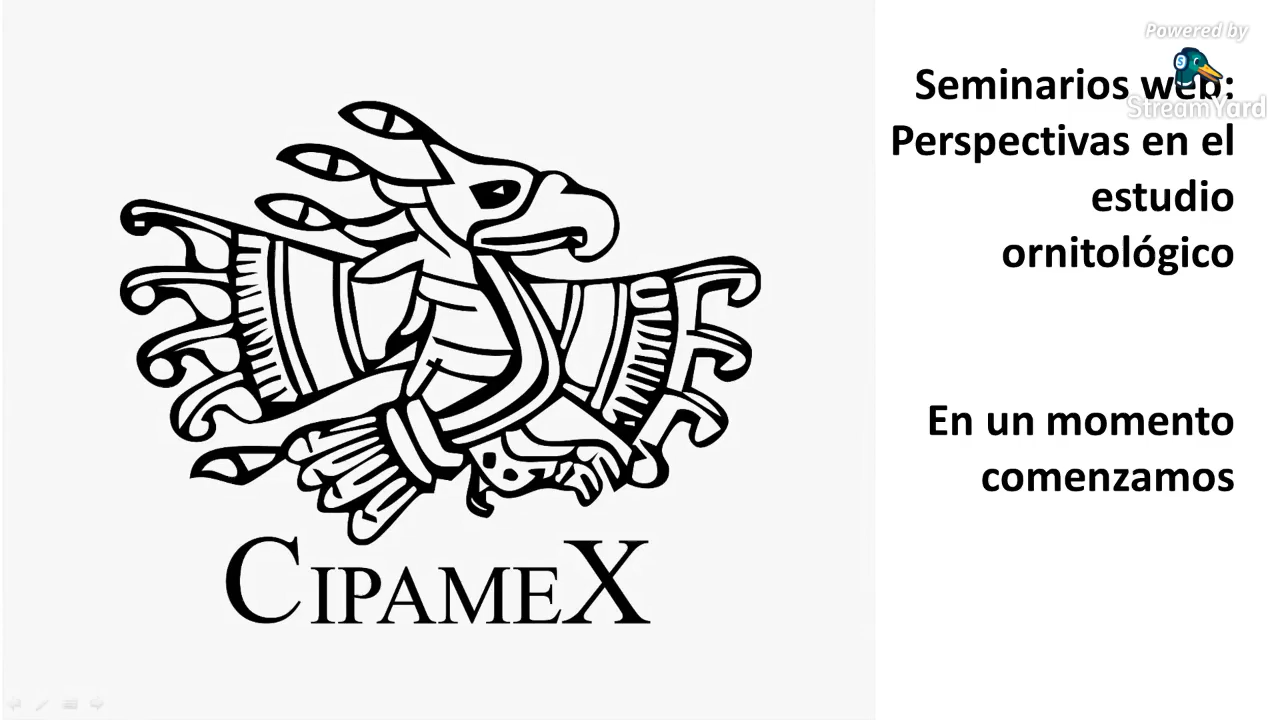 Powered by
StreamYard
Seminarios web:
Perspectivas en el
estudio
ornitológico
En un momento
comenzamos
CIPAMEX